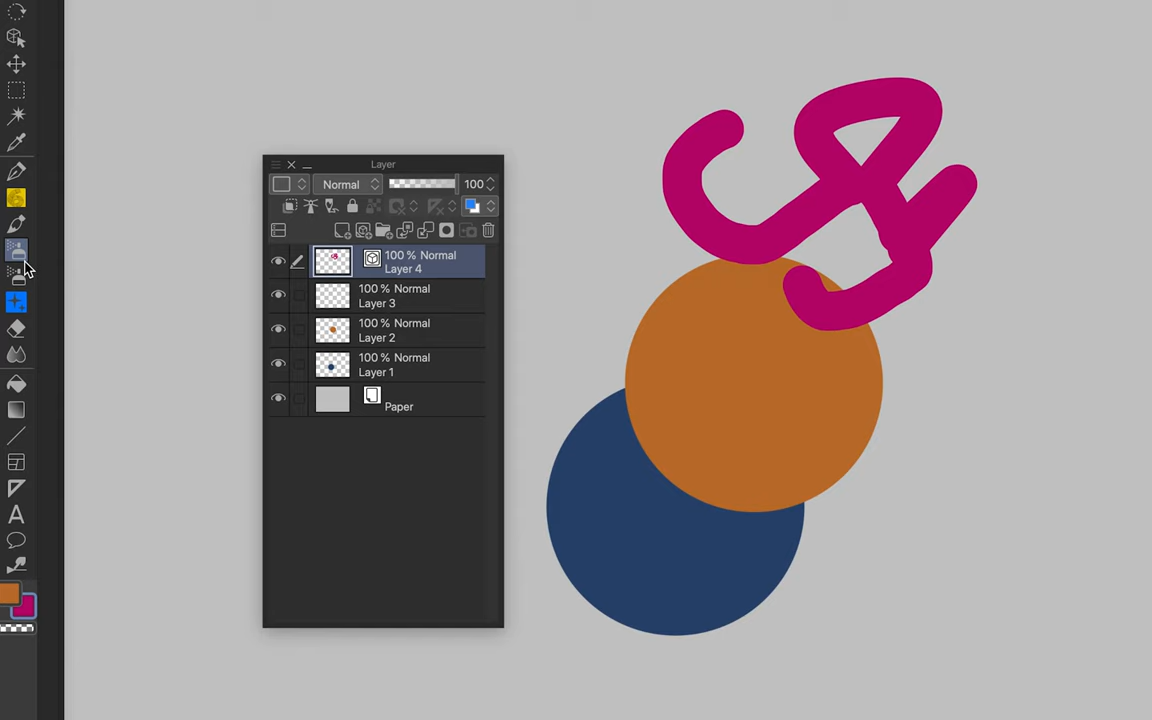 Layer
Normal 100
100 % Normal
Layer 4
100 % Normal
Layer 3
100 % Normal
Layer 2
100 % Normal
Layer 1
Paper
A